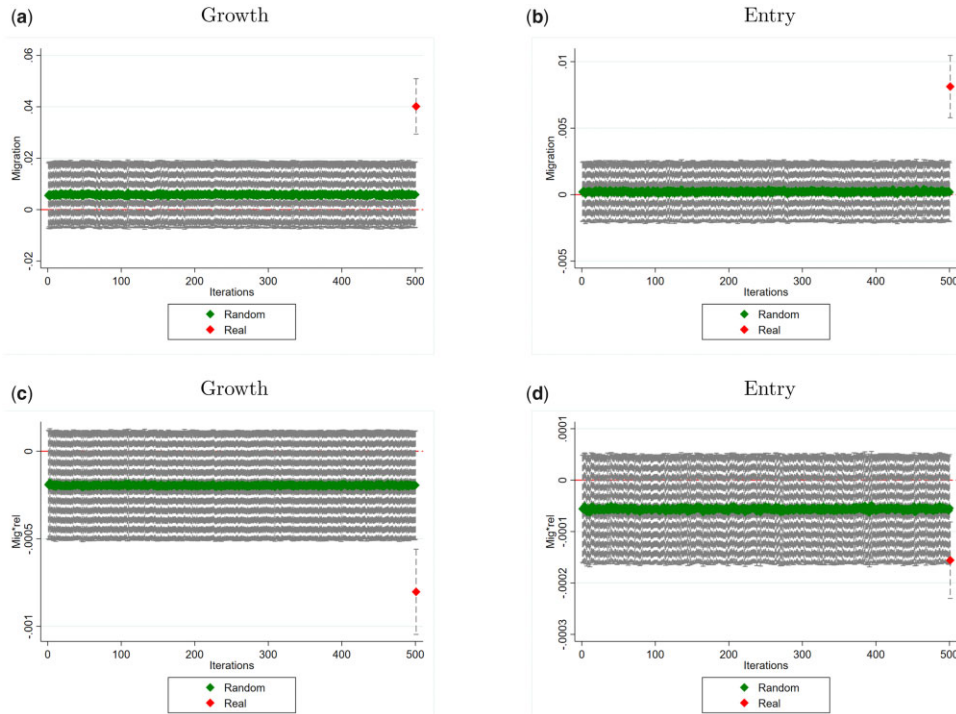 (a) Growth
.06
.04
.02
0
-.02
Migration
0 100 200 300 400 500
Iterations
Random
Real
(b) Entry
.01
.005
0
-.005
Migration
0 100 200 300 400 500
Iterations
Random
Real
(c) Growth
0
-.0005
-.001
Mig*rel
0 100 200 300 400 500
Iterations
Random
Real
(d) Entry
.0001
0
-.0001
-.0002
-.0003
Mig*rel
0 100 200 300 400 500
Iterations
Random
Real